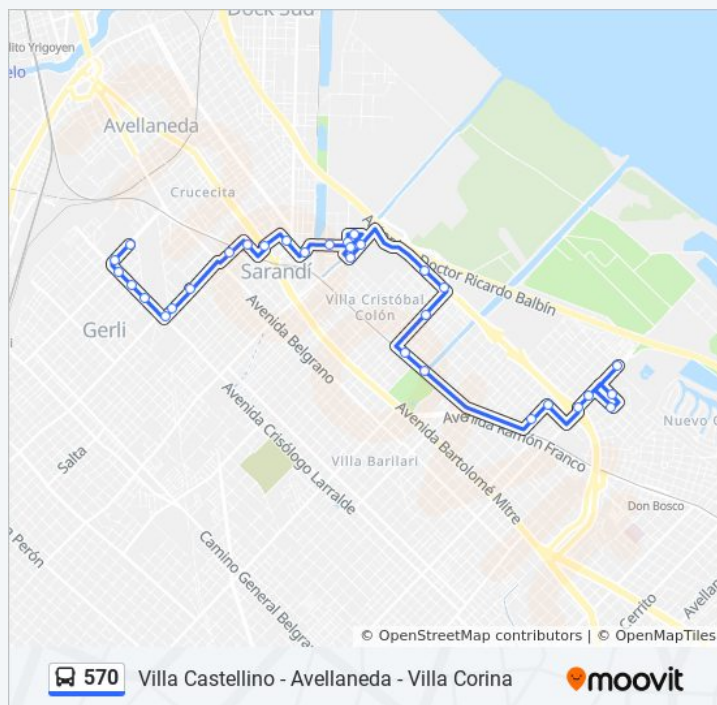 Dock Sud
lito Yrigoyen
elo
Avellaneda
Crucecita
Doctor Ricardo Balbín
Sarandí
Villa Cristóbal
Colón
Gerli
Avenida Belgrano
Nuevo
Avenida Crisólogo Larralde
Avenida Bartolomé Mitre
Avenida Ramón Franco
Salta
Villa Barilari
Don Bosco
Perón
Camino General Belgra
Cerrito
Avellan
© OpenStreetMap contributors | © OpenMapTiles
570 Villa Castellino - Avellaneda - Villa Corina
moovit